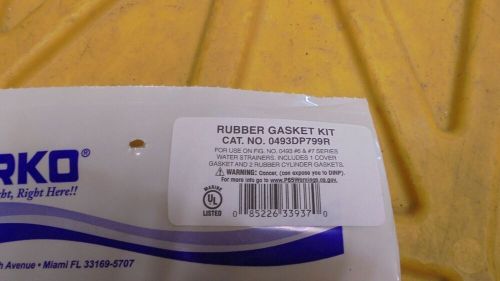 RUBBER GASKET KIT
CAT. NO. 0493DP799R
FOR USE ON FIG. NO. 0493 #6 & #7 SERIES
WATER STRAINERS. INCLUDES 1 COVER
GASKET AND 2 RUBBER CYLINDER GASKETS.
WARNING: Cancer, (can expose you to DINP).
For more info go to www.P65Warnings.ca.gov.
MARINE
UL
LISTED
0 85226 33937 0
RKO®
ght, Right Here!!
h Avenue • Miami FL 33169-5707